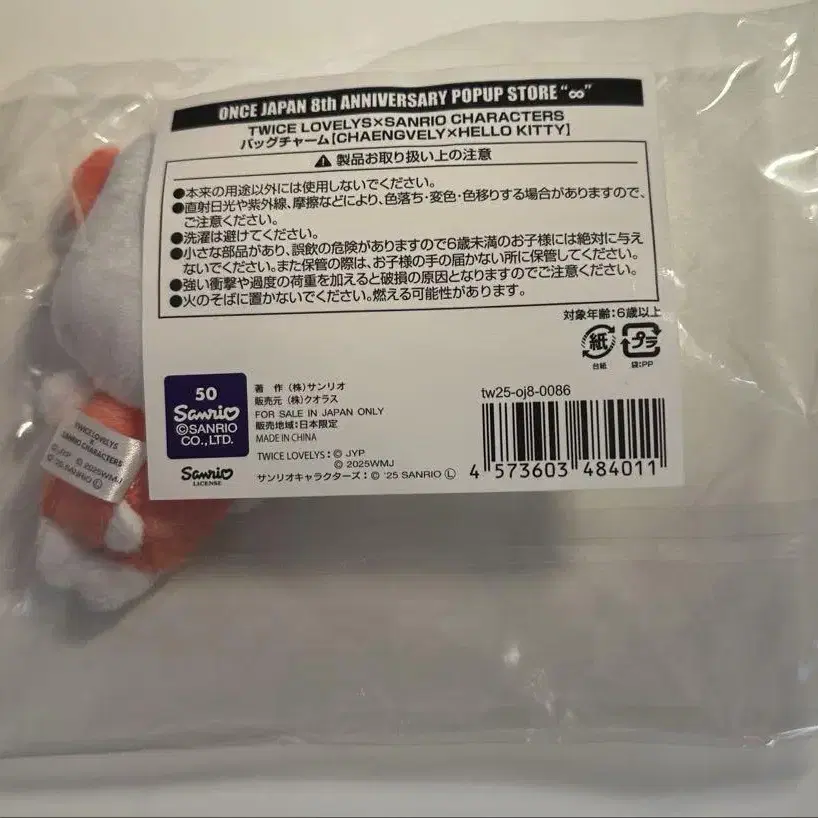 ONCE JAPAN 8th ANNIVERSARY POPUP STORE "∞"
TWICE LOVELYS×SANRIO CHARACTERS
バッグチャーム【CHAENGVELY×HELLO KITTY】
製品お取り扱い上の注意
●本来の用途以外には使用しないでください。
●直射日光や紫外線、摩擦などにより、色落ち・変色・色移りする場合がありますので、
ご注意ください。
●洗濯は避けてください。
●小さな部品があり、誤飲の危険がありますので6歳未満のお子様には絶対に与え
ないでください。また保管の際は、お子様の手の届かない所に保管してください。
●強い衝撃や過度の荷重を加えると破損の原因となりますのでご注意ください。
●火のそばに置かないでください。燃える可能性があります。
対象年齢:6歳以上
紙
台紙
プラ
袋:PP
50
Sanrio
©SANRIO
CO.,LTD.
Sanrio
LICENSE
著 作 (株)サンリオ
販売元 (株)クオラス
FOR SALE IN JAPAN ONLY
販売地域:日本限定
MADE IN CHINA
TWICE LOVELYS:© JYP
© 2025WMJ
サンリオキャラクターズ:© '25 SANRIO Ⓛ
tw25-oj8-0086
4 573603 484011
TWICE LOVELYS
×
SANRIO CHARACTERS
©JYP ©2025WMJ
©'25 SANRIO Ⓛ